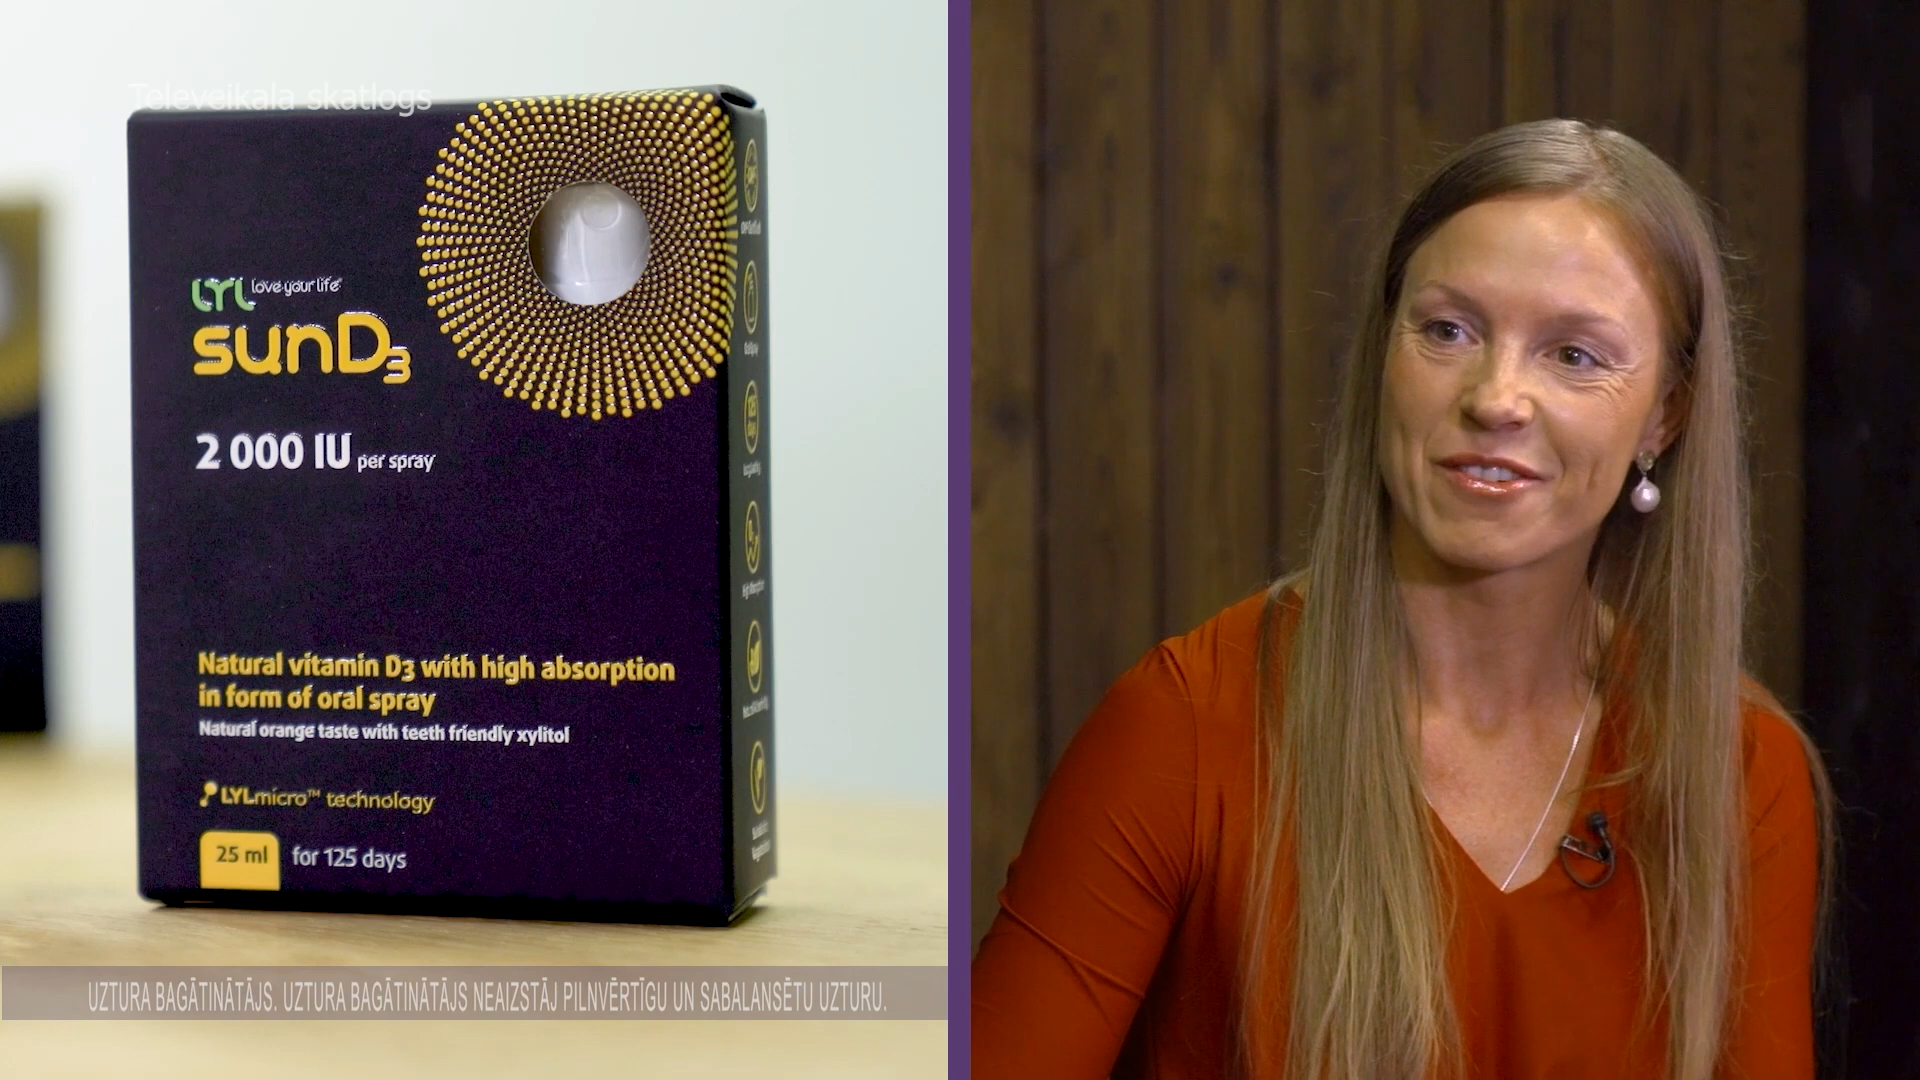 Televeikala skatlogs
LYL love your life
sunD3
2 000 IU per spray
Natural vitamin D3 with high absorption
in form of oral spray
Natural orange taste with teeth friendly xylitol
LYLmicro™ technology
25 ml for 125 days
UZTURA BAGĀTINĀTĀJS. UZTURA BAGĀTINĀTĀJS NEAIZSTĀJ PILNVĒRTĪGU UN SABALANSĒTU UZTURU.